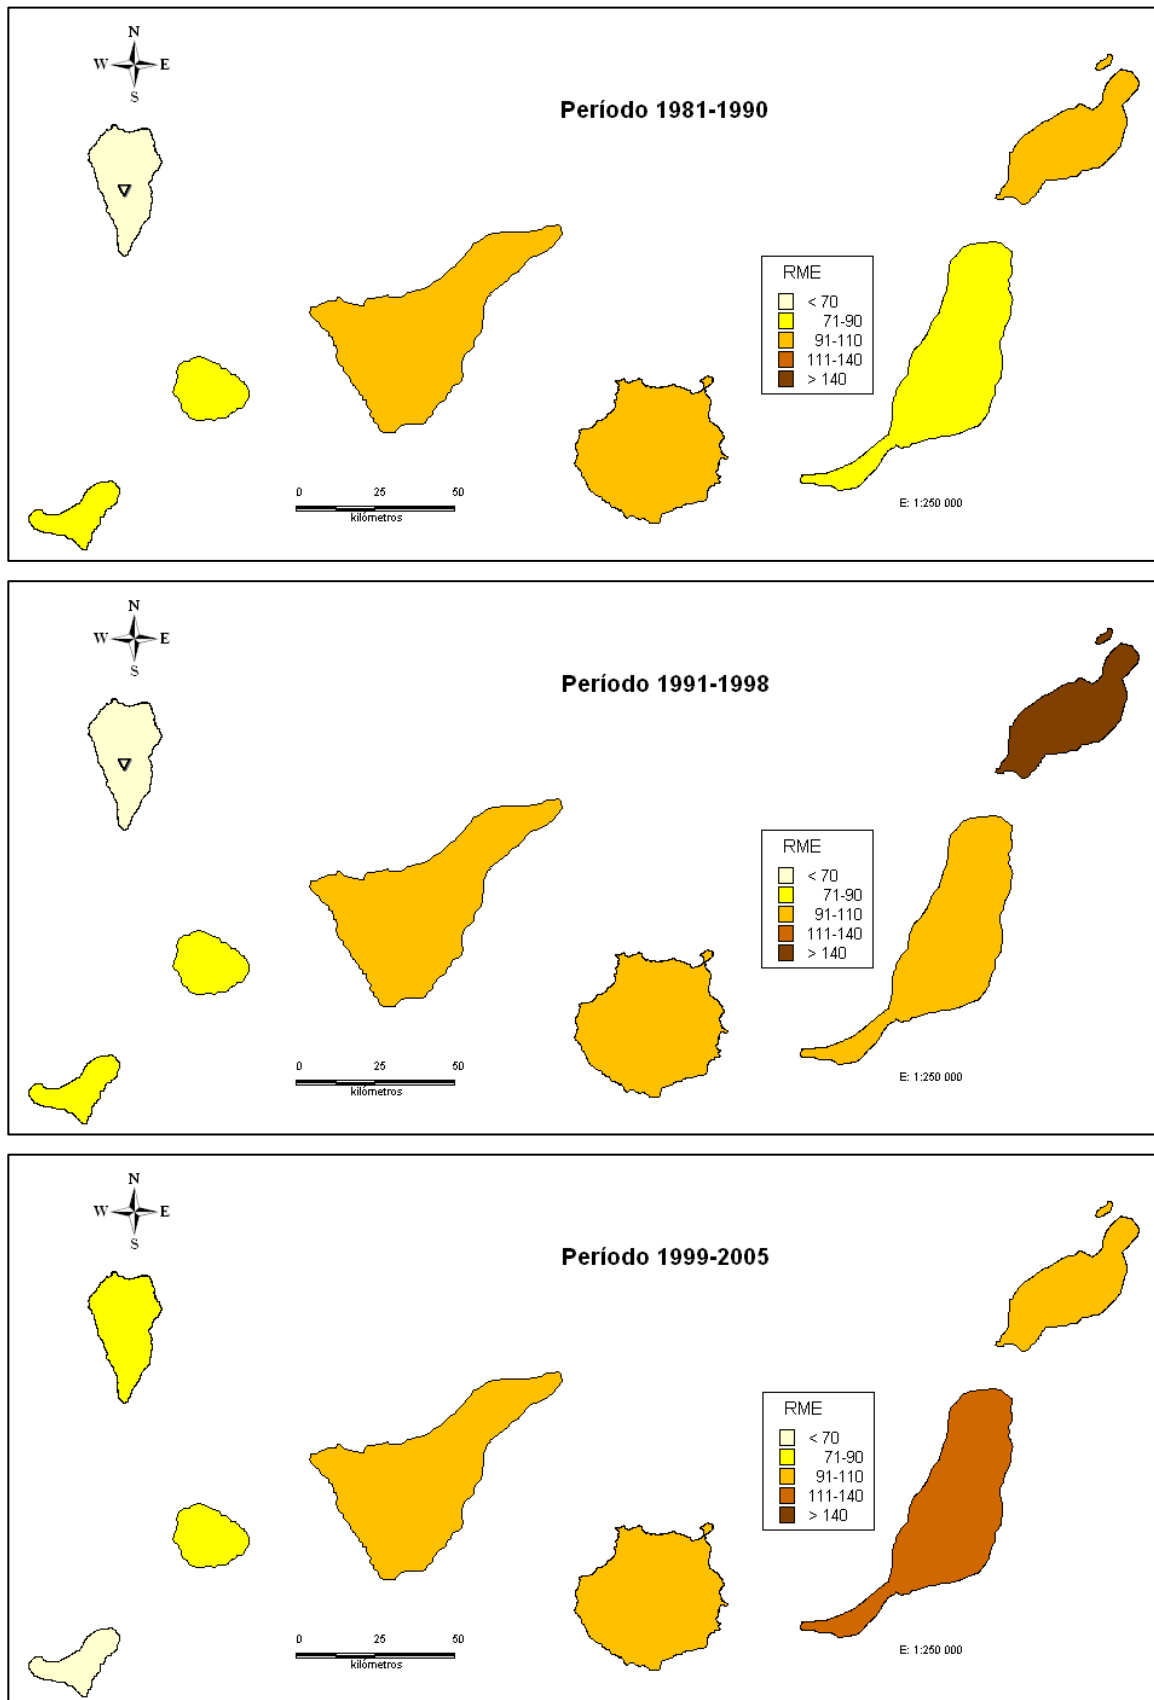 N
W E
S
Período 1981-1990
RME
< 70
71-90
91-110
111-140
> 140
0 25 50
kilómetros
E: 1:250 000
N
W E
S
Período 1991-1998
RME
< 70
71-90
91-110
111-140
> 140
0 25 50
kilómetros
E: 1:250 000
N
W E
S
Período 1999-2005
RME
< 70
71-90
91-110
111-140
> 140
0 25 50
kilómetros
E: 1:250 000